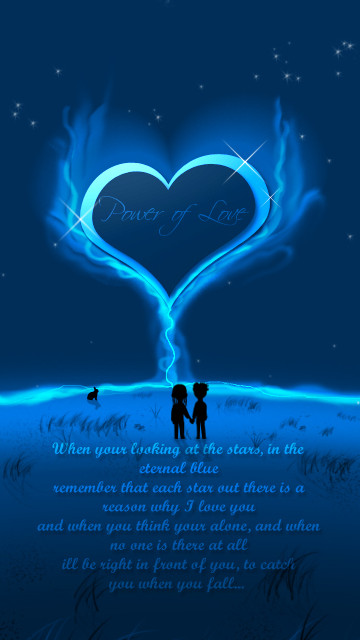 Power of Love
When your looking at the stars, in the
eternal blue
remember that each star out there is a
reason why I love you
and when you think your alone, and when
no one is there at all
ill be right in front of you, to catch
you when you fall...